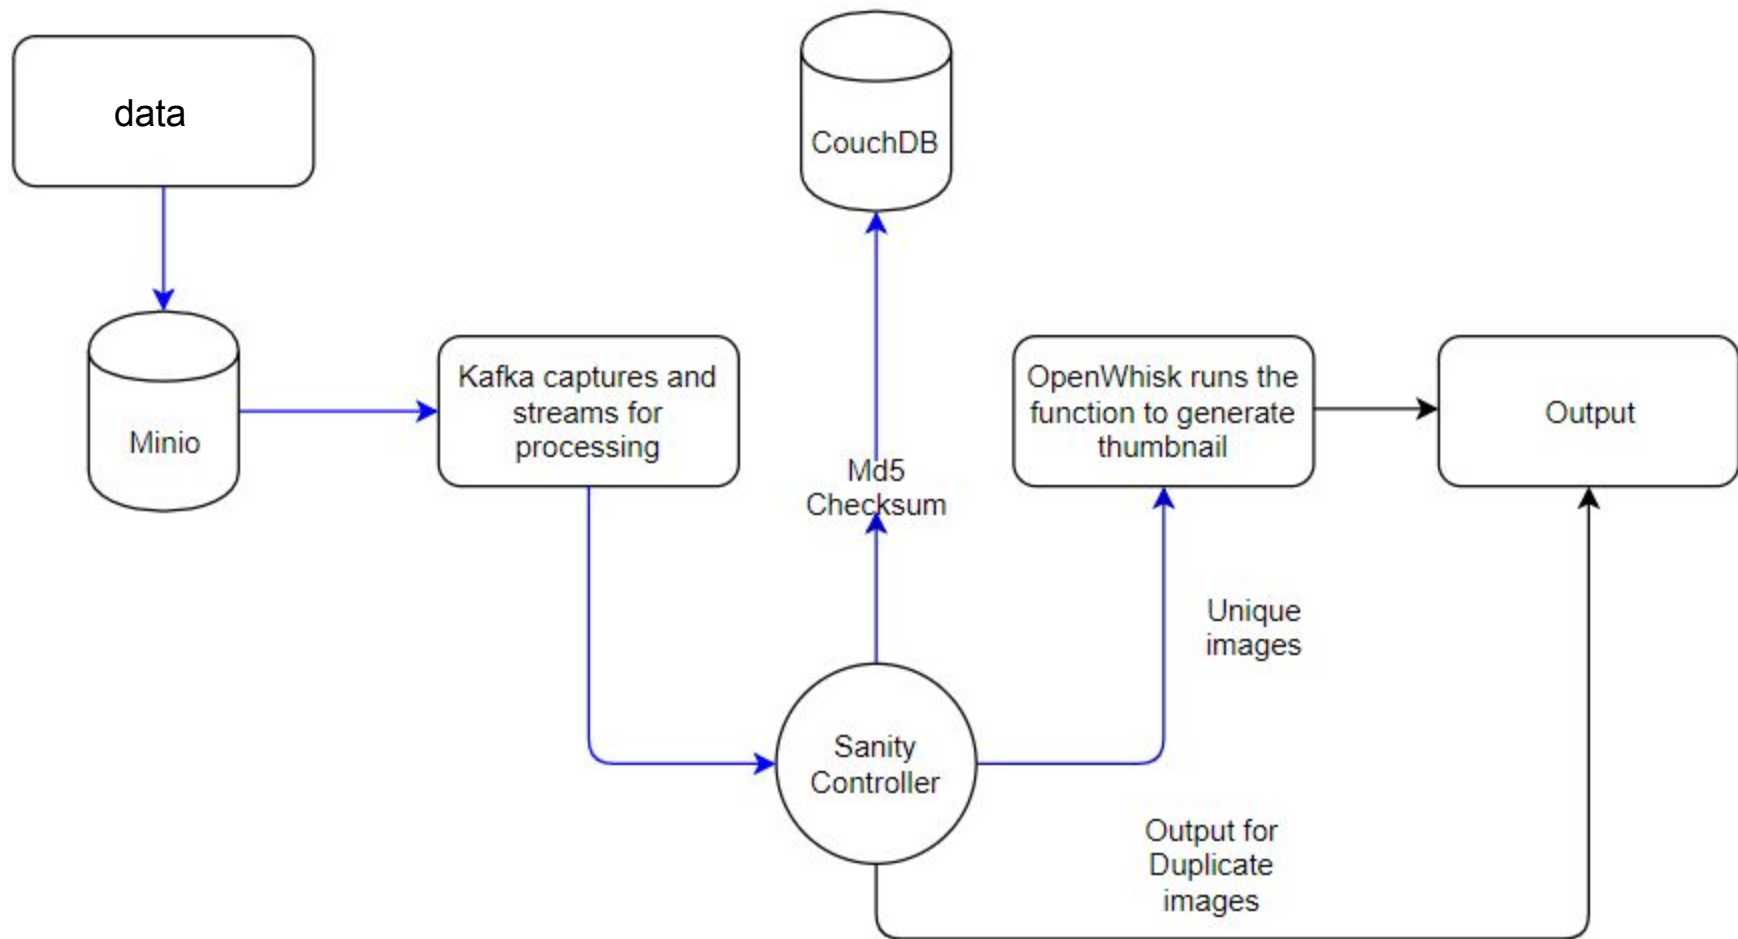 data
CouchDB
Minio
Kafka captures and
streams for
processing
OpenWhisk runs the
function to generate
thumbnail
Output
Md5
Checksum
Unique
images
Sanity
Controller
Output for
Duplicate
images